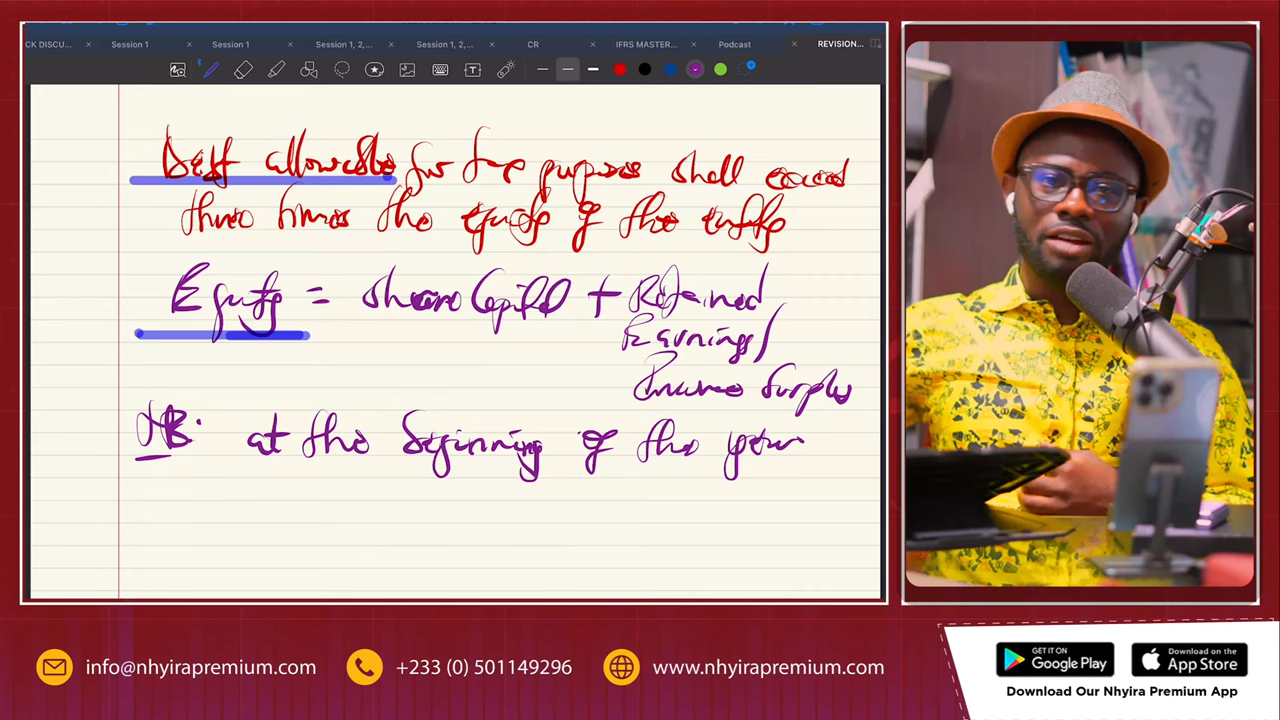 CK DISCU... Session 1 Session 1 Session 1, 2,... Session 1, 2,... CR IFRS MASTER... Podcast REVISION...
Debt allowable for tax purposes shall exceed
three times the equity of the entity
Equity = share Capital + Retained
Earnings/
Income Surplus
NB. at the beginning of the year
info@nhyirapremium.com
+233 (0) 501149296
www.nhyirapremium.com
GET IT ON
Google Play
Download on the
App Store
Download Our Nhyira Premium App